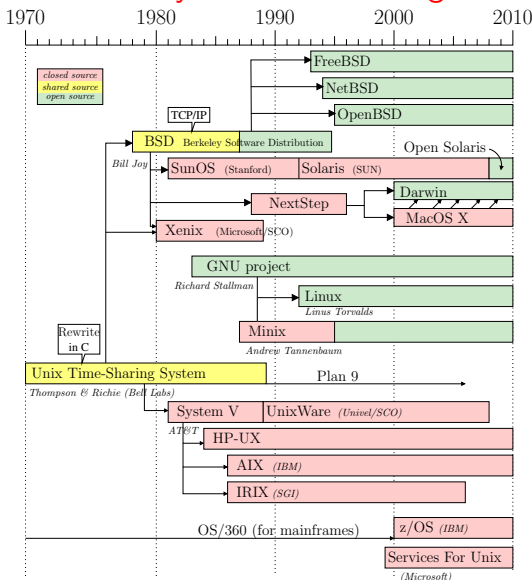 1970 1980 1990 2000 2010
closed source
shared source
open source
FreeBSD
NetBSD
OpenBSD
TCP/IP
BSD Berkeley Software Distribution
Bill Joy
Open Solaris
SunOS (Stanford) Solaris (SUN)
Darwin
NextStep
MacOS X
Xenix (Microsoft/SCO)
GNU project
Richard Stallman
Linux
Linus Torvalds
Minix
Andrew Tannenbaum
Rewrite
in C
Unix Time-Sharing System
Plan 9
Thompson & Richie (Bell Labs)
System V UnixWare (Univel/SCO)
AT&T
HP-UX
AIX (IBM)
IRIX (SGI)
OS/360 (for mainframes) z/OS (IBM)
Services For Unix
(Microsoft)